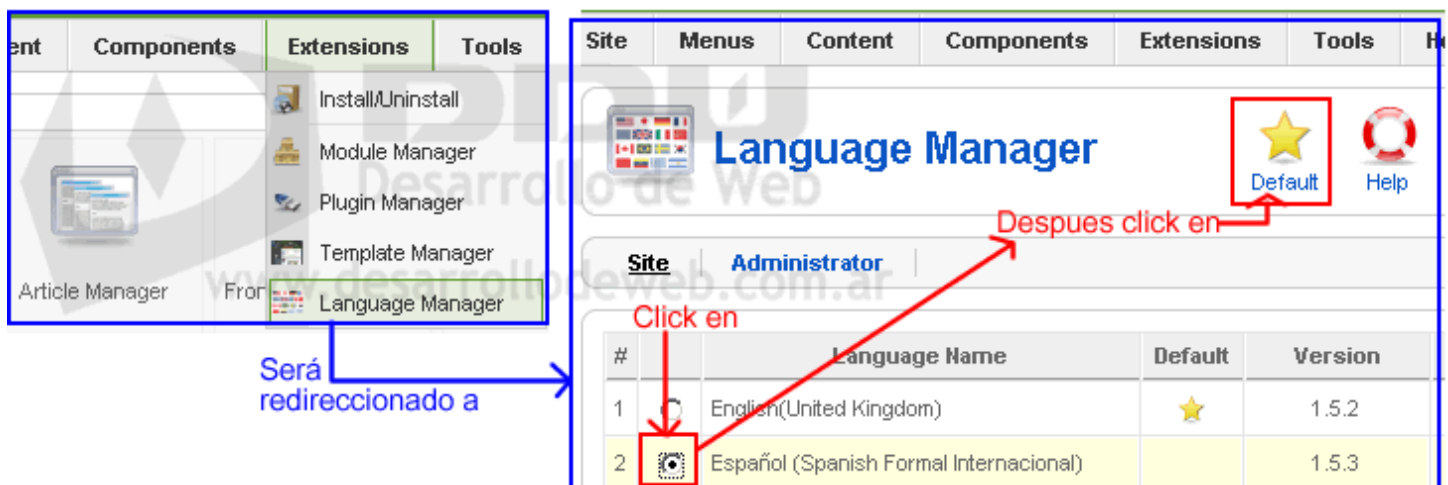 ent Components Extensions Tools
Install/Uninstall
Module Manager
Plugin Manager
Template Manager
Language Manager
Article Manager Fron
Será
redireccionado a
Site Menus Content Components Extensions Tools He
Language Manager
Default Help
Despues click en
Site Administrator
Click en
# Language Name Default Version
1 English(United Kingdom) 1.5.2
2 Español (Spanish Formal Internacional) 1.5.3
Desarrollo de Web
www.desarrollodeweb.com.ar